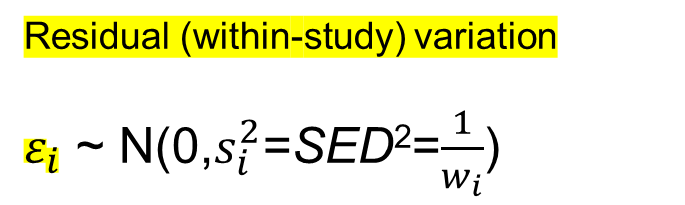 Residual (within-study) variation
εᵢ ~ N(0,sᵢ²=SED²=1/wᵢ)